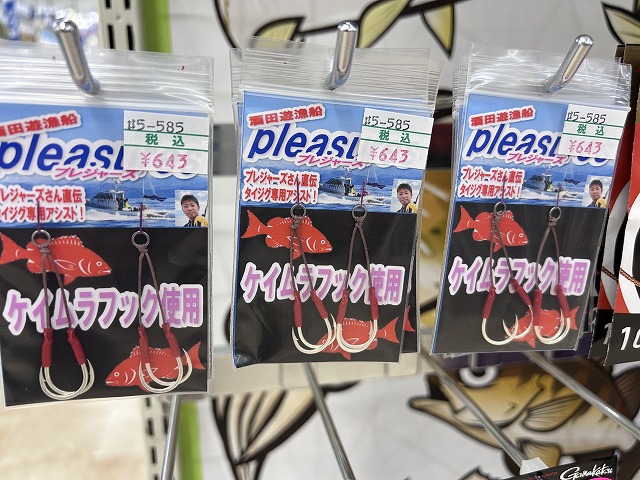 酒田遊漁船
プレジャーズ
プレジャーズさん直伝
タイジング専用アシスト!
ケイムラフック使用
#5-585
税込
¥643
酒田遊漁船
プレジャーズ
プレジャーズさん直伝
タイジング専用アシスト!
ケイムラフック使用
#5-585
税込
¥643
酒田遊漁船
プレジャーズ
プレジャーズさん直伝
タイジング専用アシスト!
ケイムラフック使用
#5-585
税込
¥643
Gamakatsu